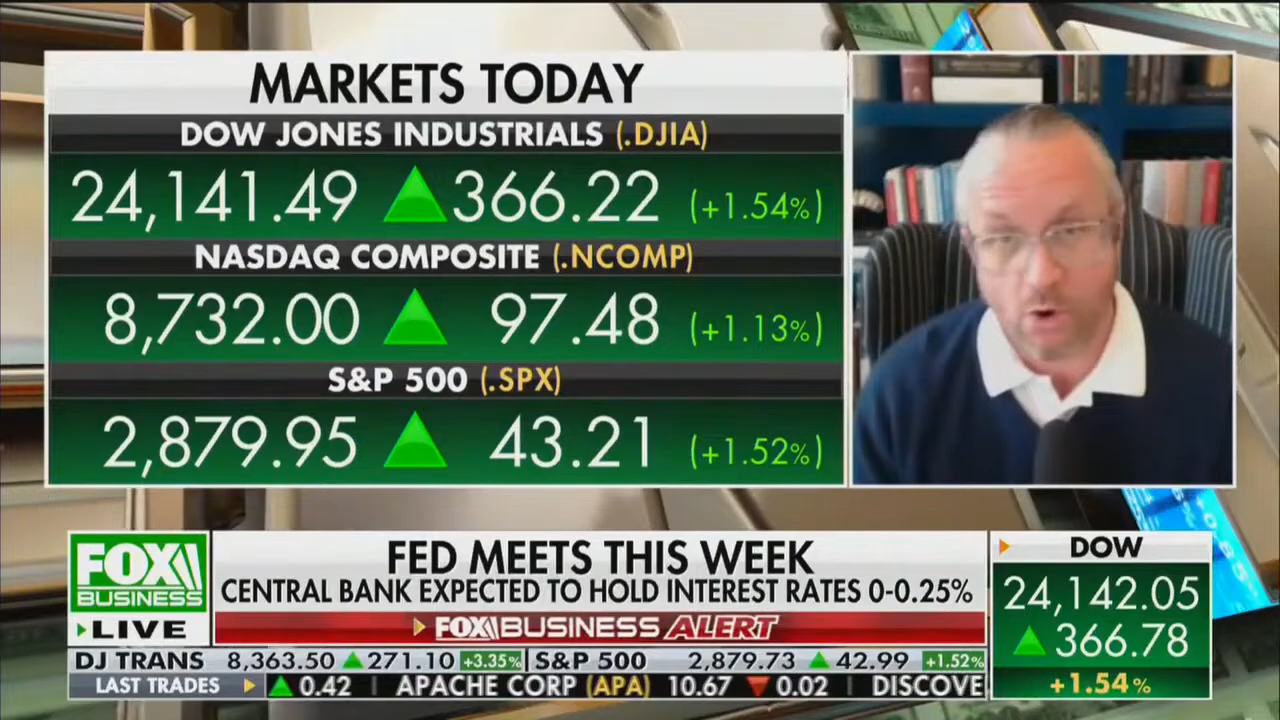 MARKETS TODAY
DOW JONES INDUSTRIALS (.DJIA)
24,141.49 ▲ 366.22 (+1.54%)
NASDAQ COMPOSITE (.NCOMP)
8,732.00 ▲ 97.48 (+1.13%)
S&P 500 (.SPX)
2,879.95 ▲ 43.21 (+1.52%)
FOX
BUSINESS
LIVE
FED MEETS THIS WEEK
CENTRAL BANK EXPECTED TO HOLD INTEREST RATES 0-0.25%
FOX BUSINESS ALERT
DOW
24,142.05
▲ 366.78
+1.54%
DJ TRANS 8,363.50 ▲ 271.10 +3.35% S&P 500 2,879.73 ▲ 42.99 +1.52%
LAST TRADES ▲ 0.42 | APACHE CORP (APA) 10.67 ▼ 0.02 | DISCOVE